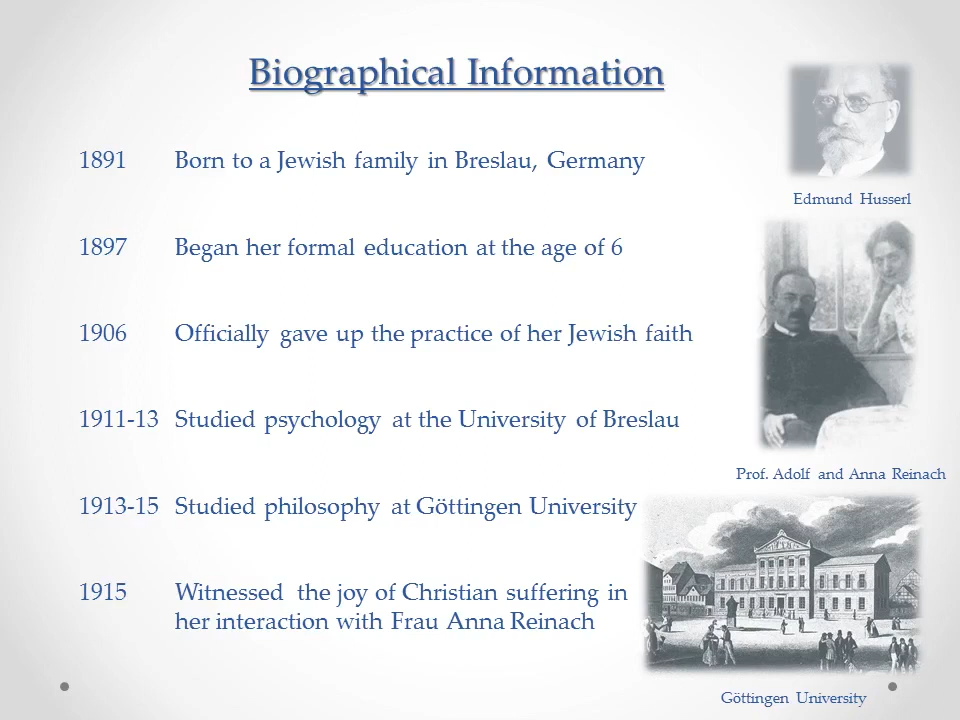 Biographical Information
1891 Born to a Jewish family in Breslau, Germany
1897 Began her formal education at the age of 6
1906 Officially gave up the practice of her Jewish faith
1911-13 Studied psychology at the University of Breslau
1913-15 Studied philosophy at Göttingen University
1915 Witnessed the joy of Christian suffering in
her interaction with Frau Anna Reinach
Edmund Husserl
Prof. Adolf and Anna Reinach
Göttingen University